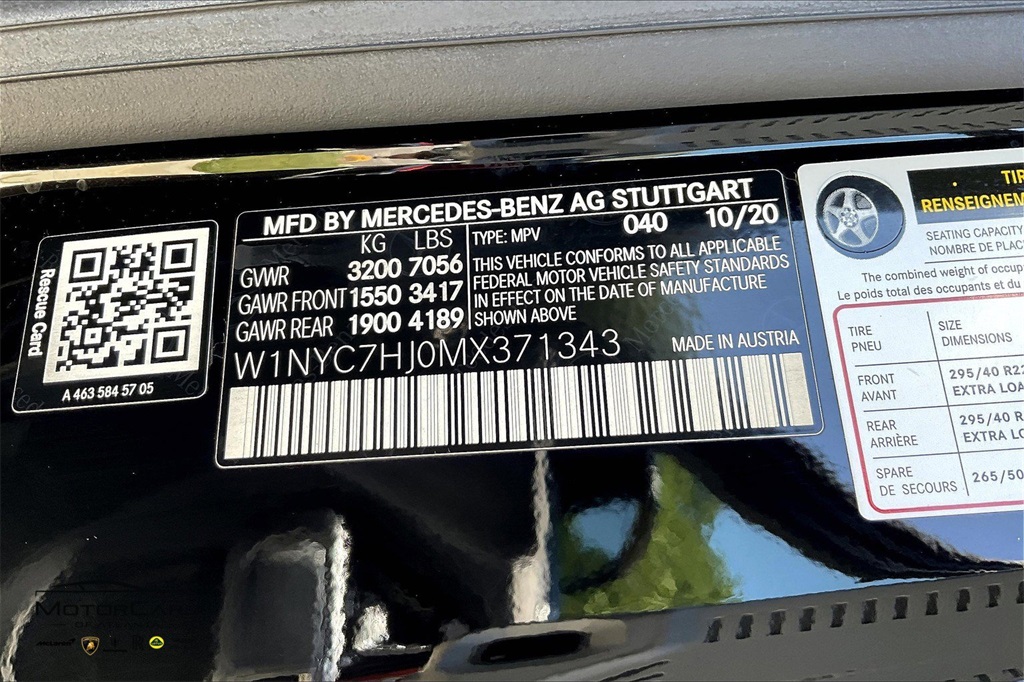 Rescue Card
A 463 584 57 05
MFD BY MERCEDES-BENZ AG STUTTGART
KG LBS
GVWR 3200 7056
GAWR FRONT 1550 3417
GAWR REAR 1900 4189
TYPE: MPV 040 10/20
THIS VEHICLE CONFORMS TO ALL APPLICABLE
FEDERAL MOTOR VEHICLE SAFETY STANDARDS
IN EFFECT ON THE DATE OF MANUFACTURE
SHOWN ABOVE
W1NYC7HJ0MX371343
MADE IN AUSTRIA
TIR
RENSEIGNEM
SEATING CAPACITY
NOMBRE DE PLAC
The combined weight of occup
Le poids total des occupants et du
TIRE
PNEU
SIZE
DIMENSIONS
FRONT
AVANT
295/40 R22
EXTRA LOA
REAR
ARRIÈRE
295/40 R
EXTRA LO
SPARE
DE SECOURS
265/50
MOTORCARS